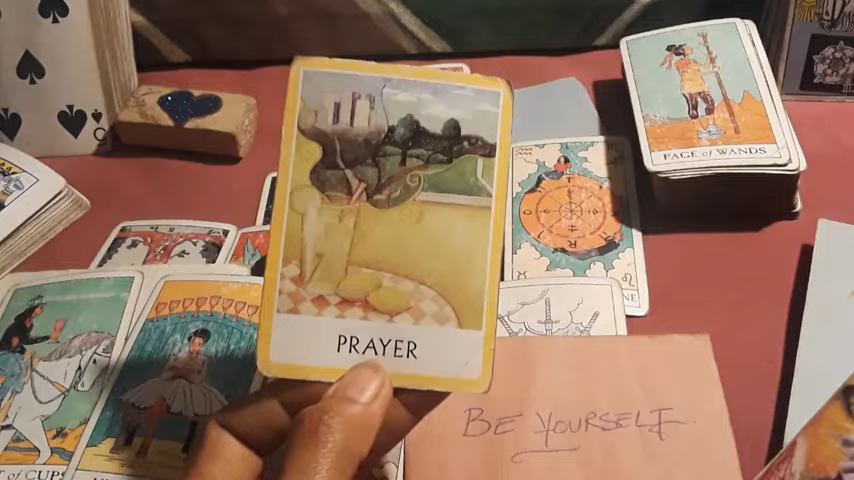 Q
PAGE of WANDS
PRAYER
BE YOURSELF
T OF CUPS